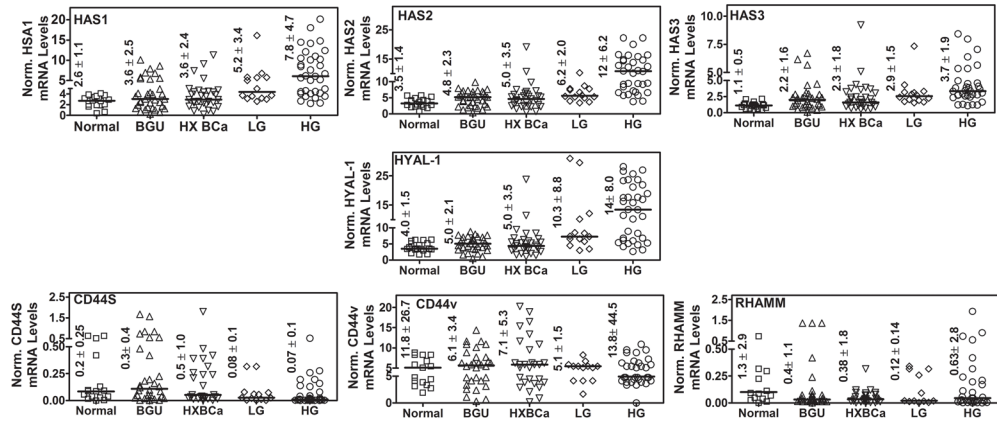 HAS1
Norm. HSA1
mRNA Levels
20
15
10
5
4
2
0
2.6 ± 1.1
3.6 ± 2.5
3.6 ± 2.4
5.2 ± 3.4
7.8 ± 4.7
Normal BGU HX BCa LG HG
HAS2
Norm. HAS2
mRNA Levels
25
15
10
5
0
3.5 ± 1.4
4.8 ± 2.3
5.0 ± 3.5
6.2 ± 2.0
12 ± 6.2
Normal BGU HX BCa LG HG
HAS3
Norm. HAS3
mRNA Levels
10.0
7.5
5.0
5.0
2.5
0
1.1 ± 0.5
2.2 ± 1.6
2.3 ± 1.8
2.9 ± 1.5
3.7 ± 1.9
Normal BGU HX BCa LG HG
Norm. HYAL-1
mRNA Levels
25
15
10
5
0
4.0 ± 1.5
5.0 ± 2.1
5.0 ± 3.5
10.3 ± 8.8
14± 8.0
Normal BGU HX BCa LG HG
CD44S
Norm. CD44S
mRNA Levels
2.5
1.5
0.50
0.25
0.00
0.2 ± 0.25
0.3± 0.4
0.5 ± 1.0
0.08 ± 0.1
0.07 ± 0.1
Normal BGU HXBCa LG HG
CD44v
Norm. CD44v
mRNA Levels
20
15
10
5
0
11.8 ± 26.7
6.1 ± 3.4
7.1 ± 5.3
5.1 ± 1.5
13.8± 44.5
Normal BGU HXBCa LG HG
RHAMM
Norm. RHAMM
mRNA Levels
2.5
1.5
0.50
0.25
0.00
1.3 ± 2.9
0.4± 1.1
0.38 ± 1.8
0.12 ± 0.14
0.63± 2.8
Normal BGU HXBCa LG HG